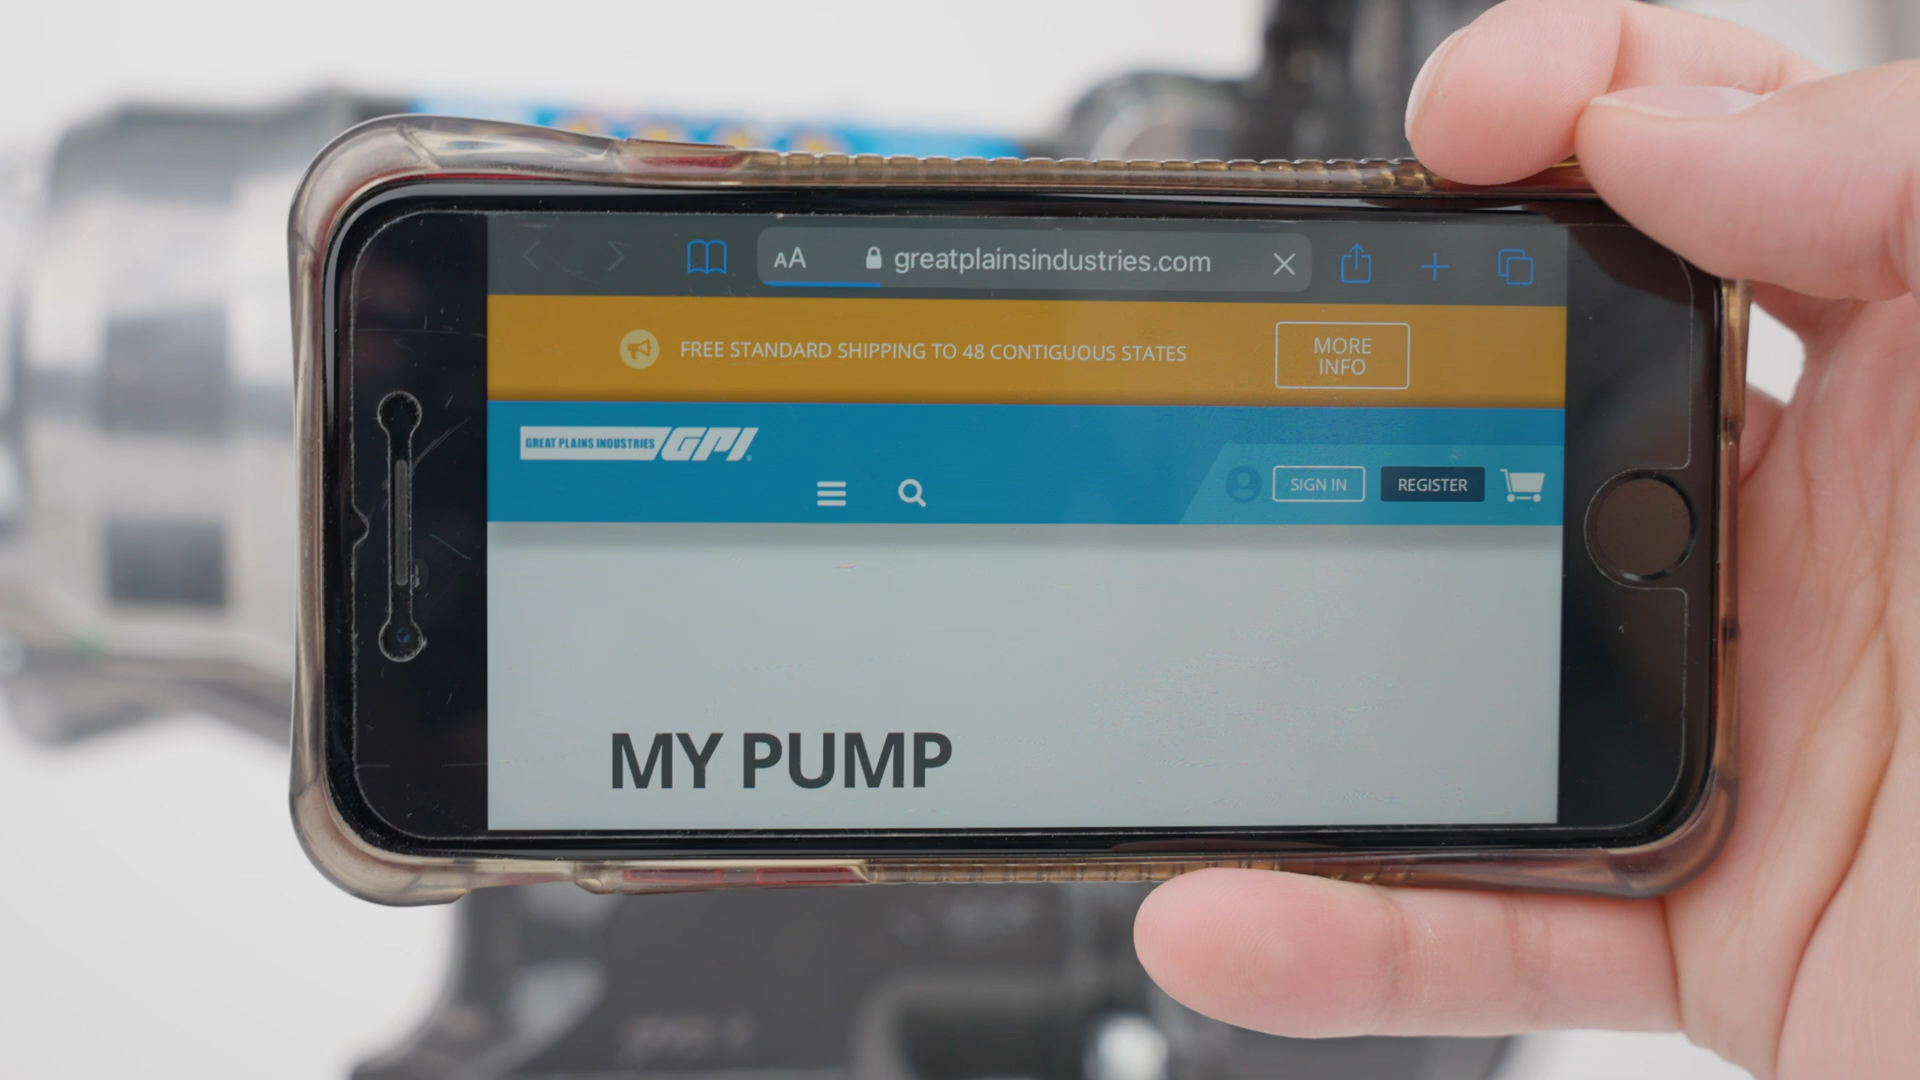 AA greatplainsindustries.com
FREE STANDARD SHIPPING TO 48 CONTIGUOUS STATES
MORE
INFO
GREAT PLAINS INDUSTRIES GPI
SIGN IN
REGISTER
MY PUMP